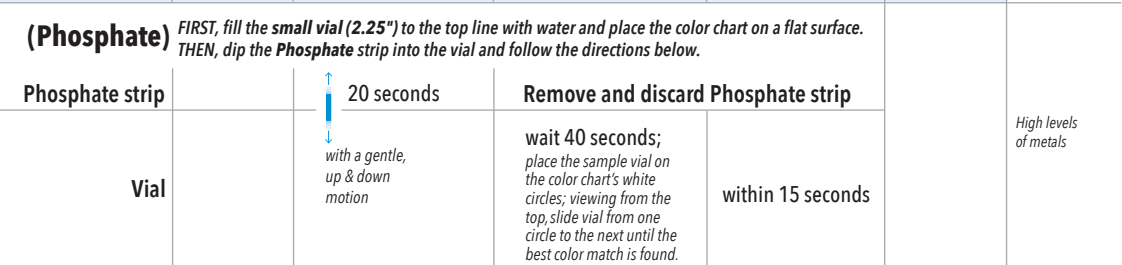 (Phosphate) FIRST, fill the small vial (2.25") to the top line with water and place the color chart on a flat surface.
THEN, dip the Phosphate strip into the vial and follow the directions below.
Phosphate strip
20 seconds
Remove and discard Phosphate strip
Vial
with a gentle,
up & down
motion
wait 40 seconds;
place the sample vial on
the color chart's white
circles; viewing from the
top, slide vial from one
circle to the next until the
best color match is found.
within 15 seconds
High levels
of metals